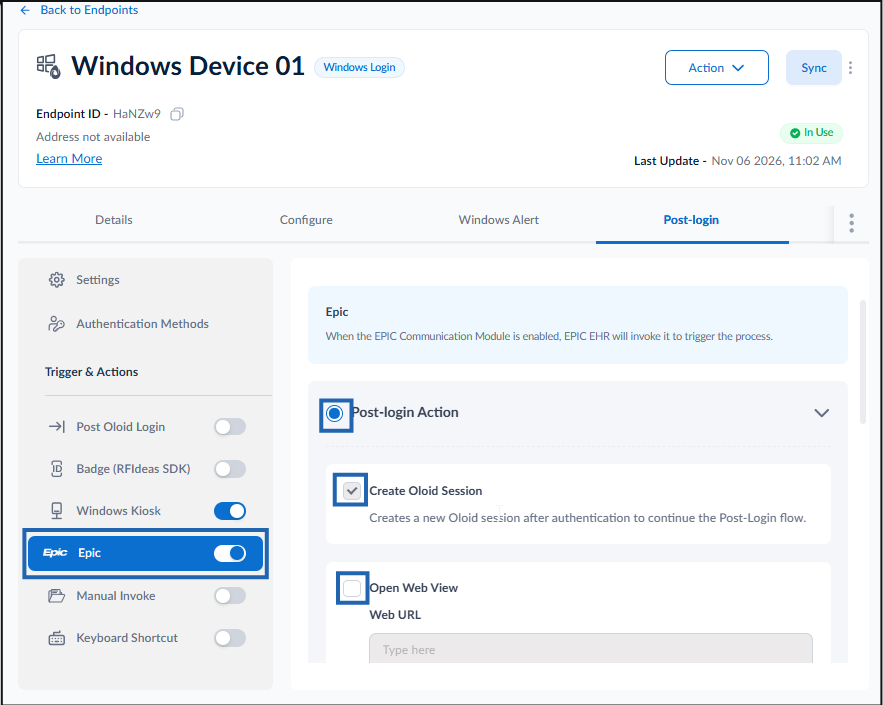 Back to Endpoints
Windows Device 01
Windows Login
Action
Sync
Endpoint ID - HaNZw9
Address not available
In Use
Learn More
Last Update - Nov 06 2026, 11:02 AM
Details
Configure
Windows Alert
Post-login
Settings
Authentication Methods
Trigger & Actions
Post Oloid Login
Badge (RFIdeas SDK)
Windows Kiosk
Epic Epic
Manual Invoke
Keyboard Shortcut
Epic
When the EPIC Communication Module is enabled, EPIC EHR will invoke it to trigger the process.
Post-login Action
Create Oloid Session
Creates a new Oloid session after authentication to continue the Post-Login flow.
Open Web View
Web URL
Type here